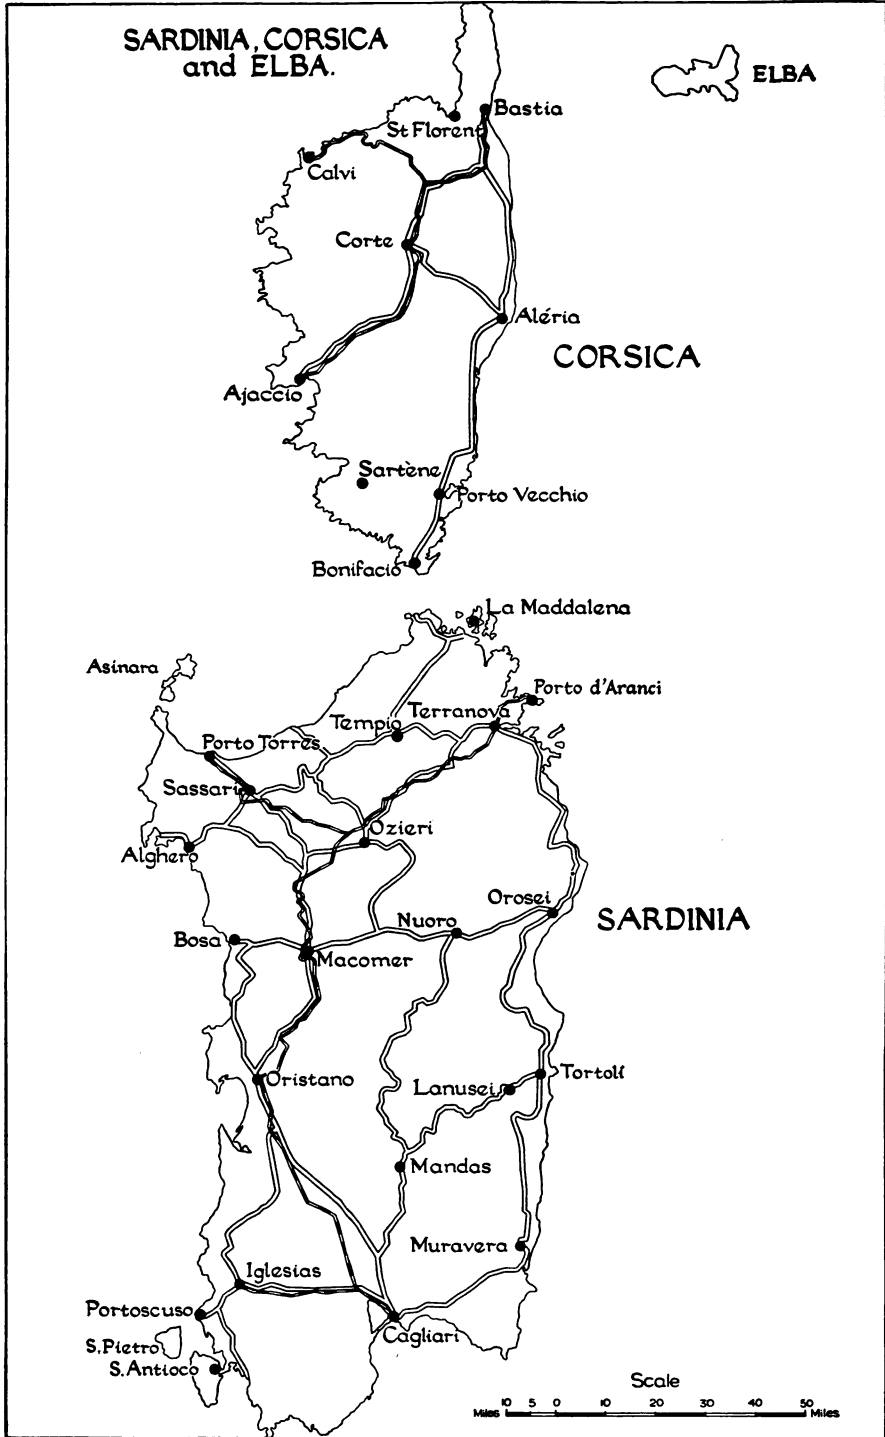 SARDINIA, CORSICA
and ELBA.
ELBA
Bastia
St Florent
Calvi
Corte
Aléria
CORSICA
Ajaccio
Sartène
Porto Vecchio
Bonifacio
La Maddalena
Asinara
Porto d'Aranci
Terranova
Tempio
Porto Torres
Sassari
Ozieri
Alghero
Orosei
SARDINIA
Nuoro
Bosa
Macomer
Oristano
Tortolí
Lanusei
Mandas
Muravera
Iglesias
Portoscuso
Cagliari
S. Pietro
S. Antioco
Scale
Miles 10 5 0 10 20 30 40 50 Miles